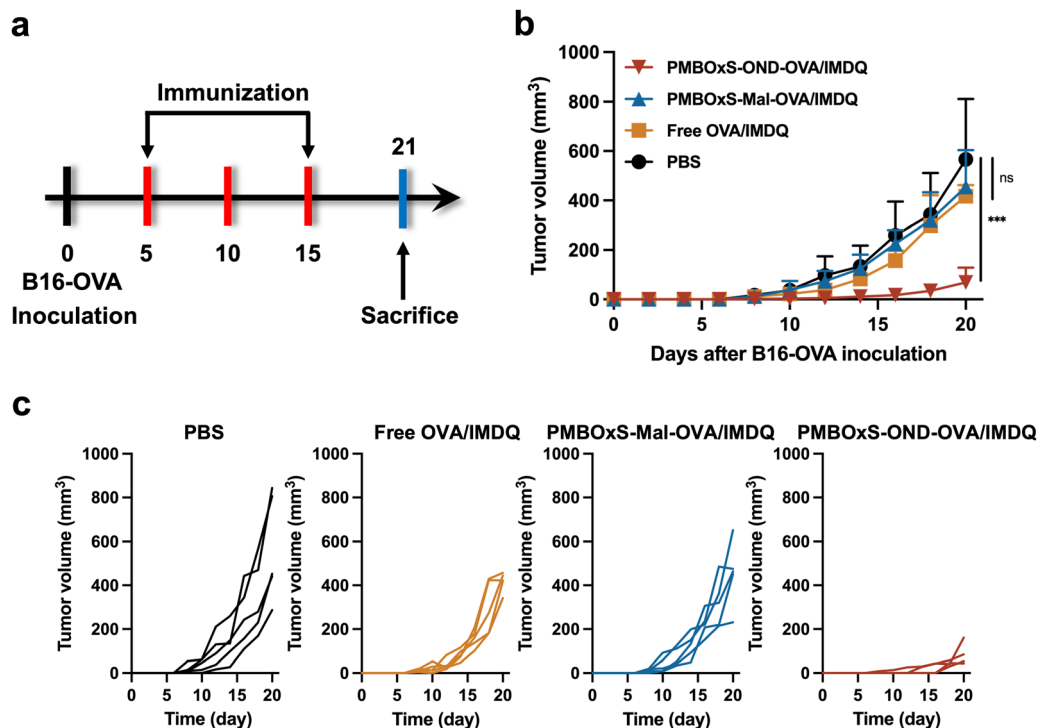 a
Immunization
21
0
5
10
15
B16-OVA
Inoculation
Sacrifice
b
Tumor volume (mm³)
1000
800
600
400
200
0
PMBOxS-OND-OVA/IMDQ
PMBOxS-Mal-OVA/IMDQ
Free OVA/IMDQ
PBS
ns
***
0 5 10 15 20
Days after B16-OVA inoculation
c
PBS
Tumor volume (mm³)
1000
800
600
400
200
0
0 5 10 15 20
Time (day)
Free OVA/IMDQ
Tumor volume (mm³)
1000
800
600
400
200
0
0 5 10 15 20
Time (day)
PMBOxS-Mal-OVA/IMDQ
Tumor volume (mm³)
1000
800
600
400
200
0
0 5 10 15 20
Time (day)
PMBOxS-OND-OVA/IMDQ
Tumor volume (mm³)
1000
800
600
400
200
0
0 5 10 15 20
Time (day)